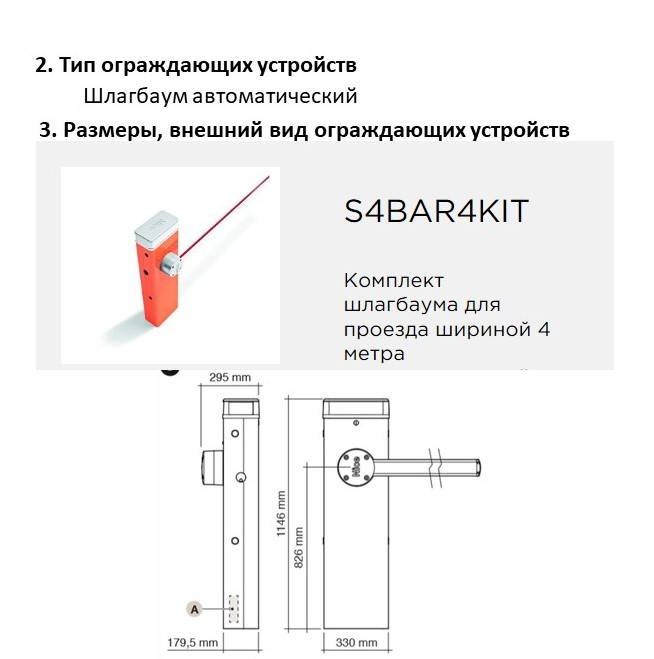 2. Тип ограждающих устройств
Шлагбаум автоматический
3. Размеры, внешний вид ограждающих устройств
S4BAR4KIT
Комплект
шлагбаума для
проезда шириной 4
метра
295 mm
1146 mm
826 mm
Nice
A
179,5 mm
330 mm